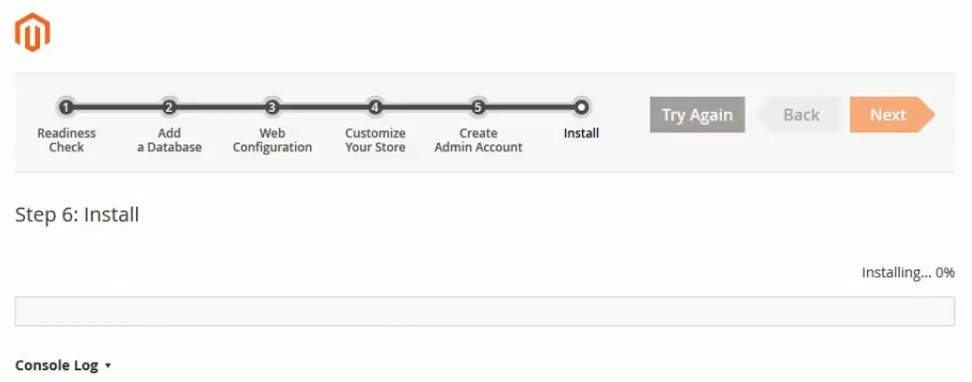 1 2 3 4 5
Readiness Check
Add a Database
Web Configuration
Customize Your Store
Create Admin Account
Install
Try Again
Back
Next
Step 6: Install
Installing... 0%
Console Log